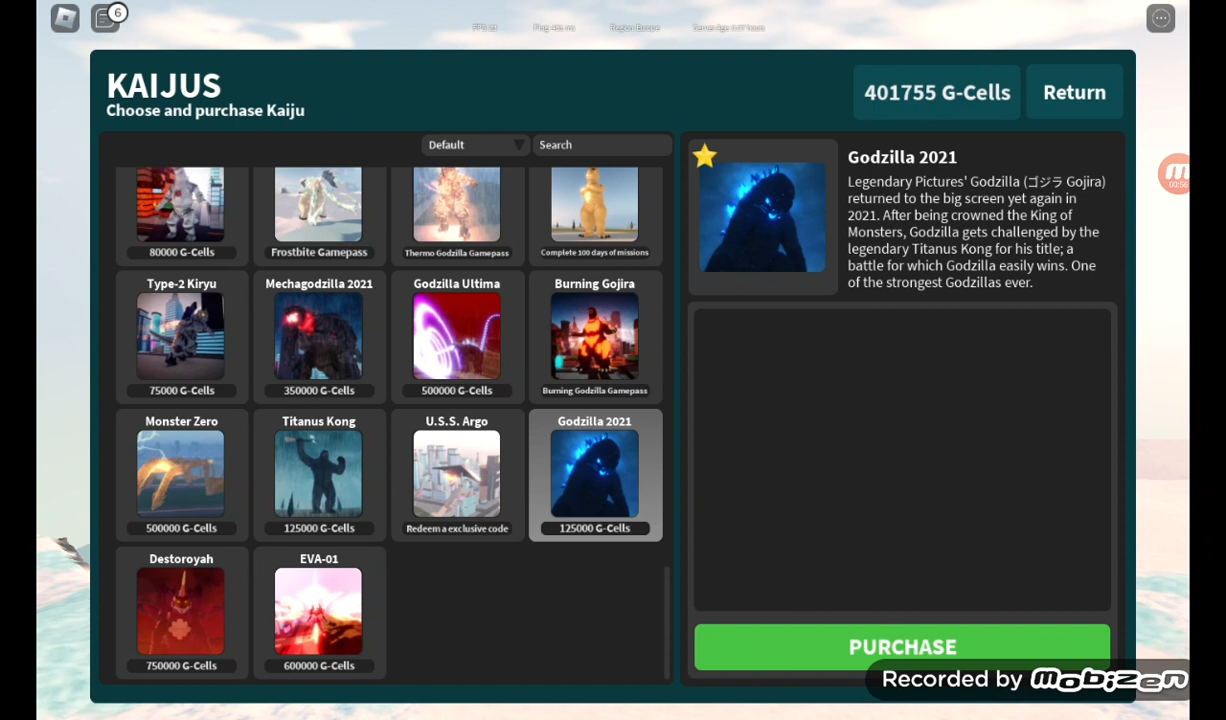 6
Region: Europe
KAIJUS
Choose and purchase Kaiju
401755 G-Cells
Return
Default
Search
80000 G-Cells
Frostbite Gamepass
Thermo Godzilla Gamepass
Complete 100 days of missions
Type-2 Kiryu
Mechagodzilla 2021
Godzilla Ultima
Burning Gojira
75000 G-Cells
350000 G-Cells
500000 G-Cells
Burning Godzilla Gamepass
Monster Zero
Titanus Kong
U.S.S. Argo
Godzilla 2021
500000 G-Cells
125000 G-Cells
Redeem a exclusive code
125000 G-Cells
Destoroyah
EVA-01
750000 G-Cells
600000 G-Cells
Godzilla 2021
Legendary Pictures' Godzilla (ゴジラ Gojira)
returned to the big screen yet again in
2021. After being crowned the King of
Monsters, Godzilla gets challenged by the
legendary Titanus Kong for his title; a
battle for which Godzilla easily wins. One
of the strongest Godzillas ever.
PURCHASE
00:56
Recorded by Mobizen